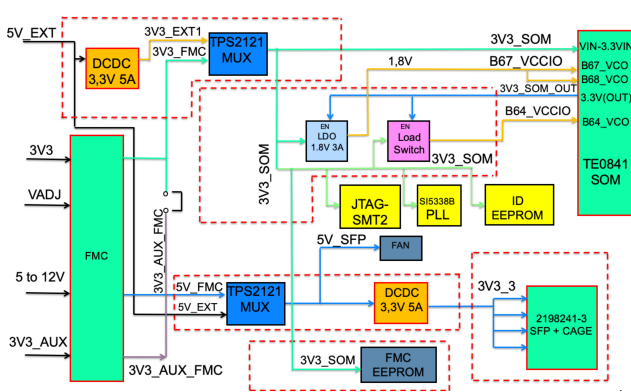 5V_EXT
3V3_EXT1
3V3_FMC
DCDC
3,3V 5A
TPS2121
MUX
3V3_SOM
VIN-3.3VIN
1,8V
B67_VCCIO
B67_VCO
B68_VCO
3V3_SOM_OUT
3.3V(OUT)
B64_VCCIO
B64_VCO
TE0841
SOM
EN
LDO
1.8V 3A
EN
Load
Switch
3V3_SOM
3V3_SOM
JTAG-
SMT2
SI5338B
PLL
ID
EEPROM
3V3
VADJ
FMC
5 to 12V
3V3_AUX
3V3_AUX_FMC
3V3_AUX_FMC
5V_SFP
FAN
5V_FMC
5V_EXT
TPS2121
MUX
DCDC
3,3V 5A
3V3_3
2198241-3
SFP + CAGE
3V3_SOM
FMC
EEPROM